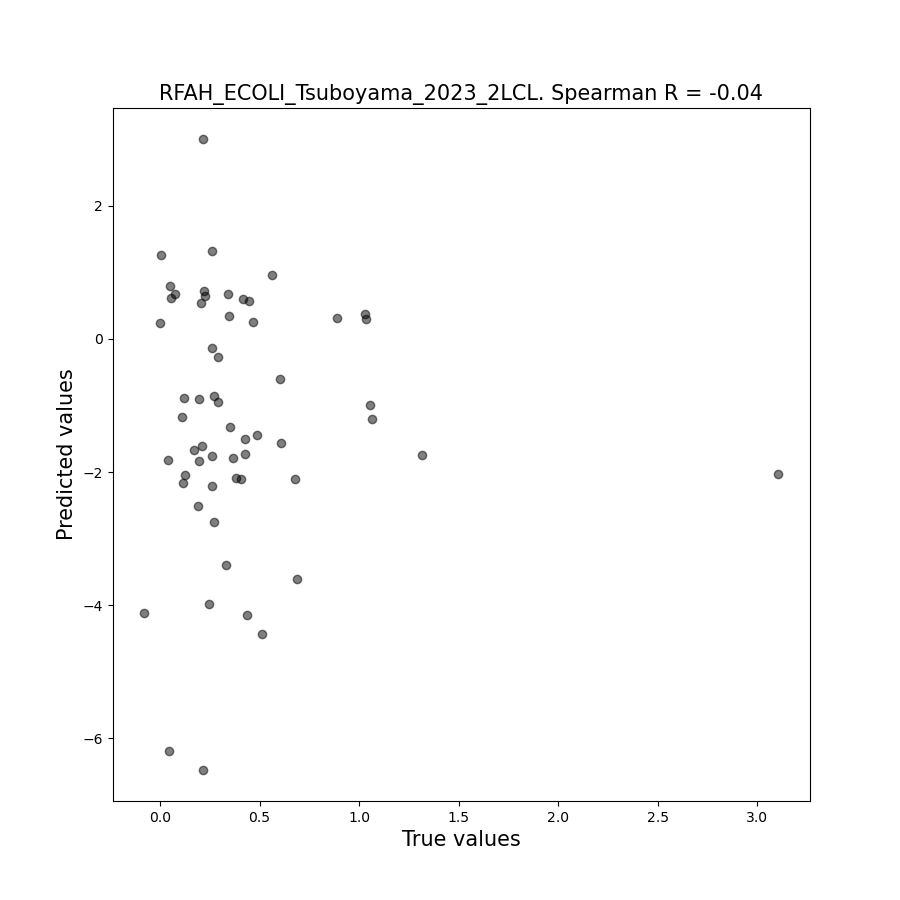 RFAH_ECOLI_Tsuboyama_2023_2LCL. Spearman R = -0.04
2
0
−2
−4
−6
Predicted values
0.0 0.5 1.0 1.5 2.0 2.5 3.0
True values